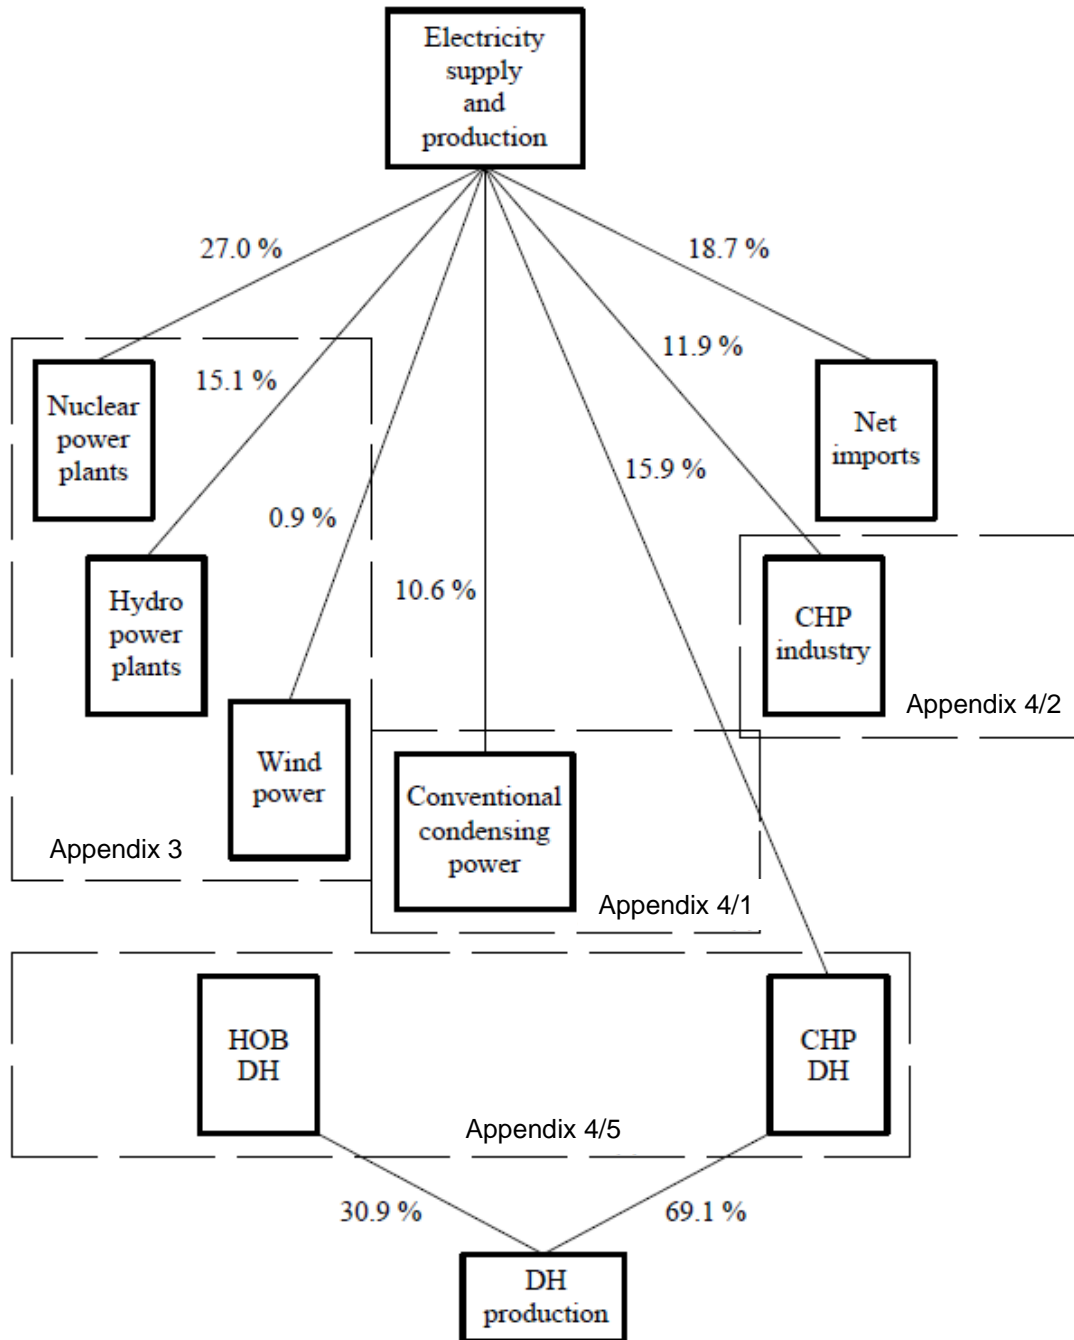 Electricity
supply
and
production
27.0 %
18.7 %
15.1 %
11.9 %
Nuclear
power
plants
Net
imports
15.9 %
0.9 %
10.6 %
Hydro
power
plants
CHP
industry
Appendix 4/2
Wind
power
Conventional
condensing
power
Appendix 3
Appendix 4/1
HOB
DH
CHP
DH
Appendix 4/5
30.9 %
69.1 %
DH
production